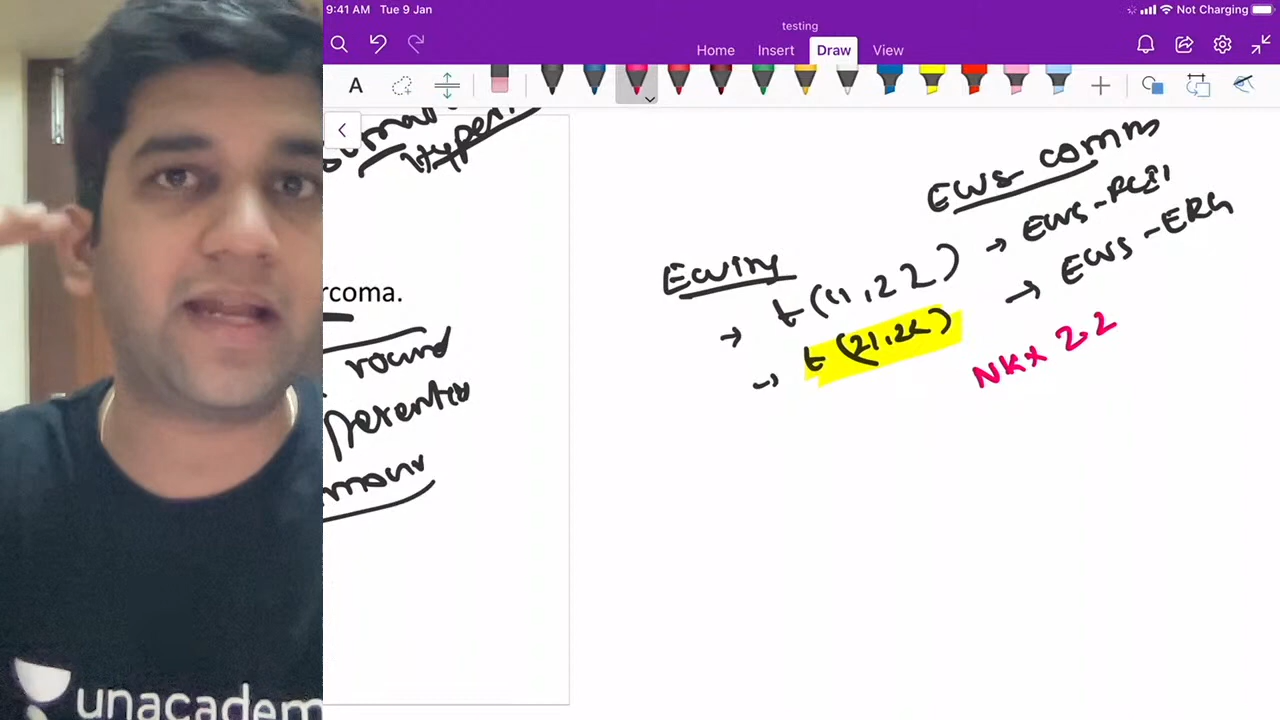 9:41 AM Tue 9 Jan
Not Charging
testing
Home Insert Draw View
A
rcoma.
round
mour
EWS comm
Ewing
→ t(11,22) → EWS-
→ t(21,22) → EWS-ERG
NKX 2.2
unacadem